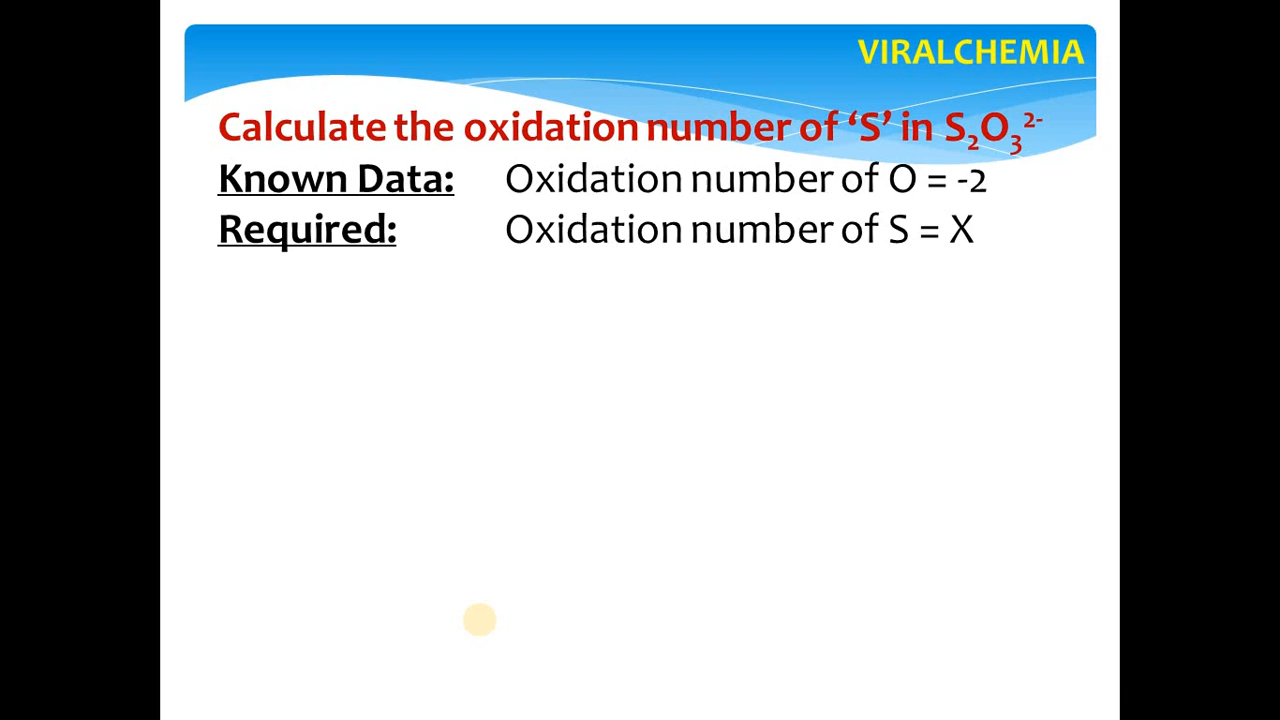 VIRALCHEMIA
Calculate the oxidation number of ‘S’ in S₂O₃²⁻
Known Data: Oxidation number of O = -2
Required: Oxidation number of S = X